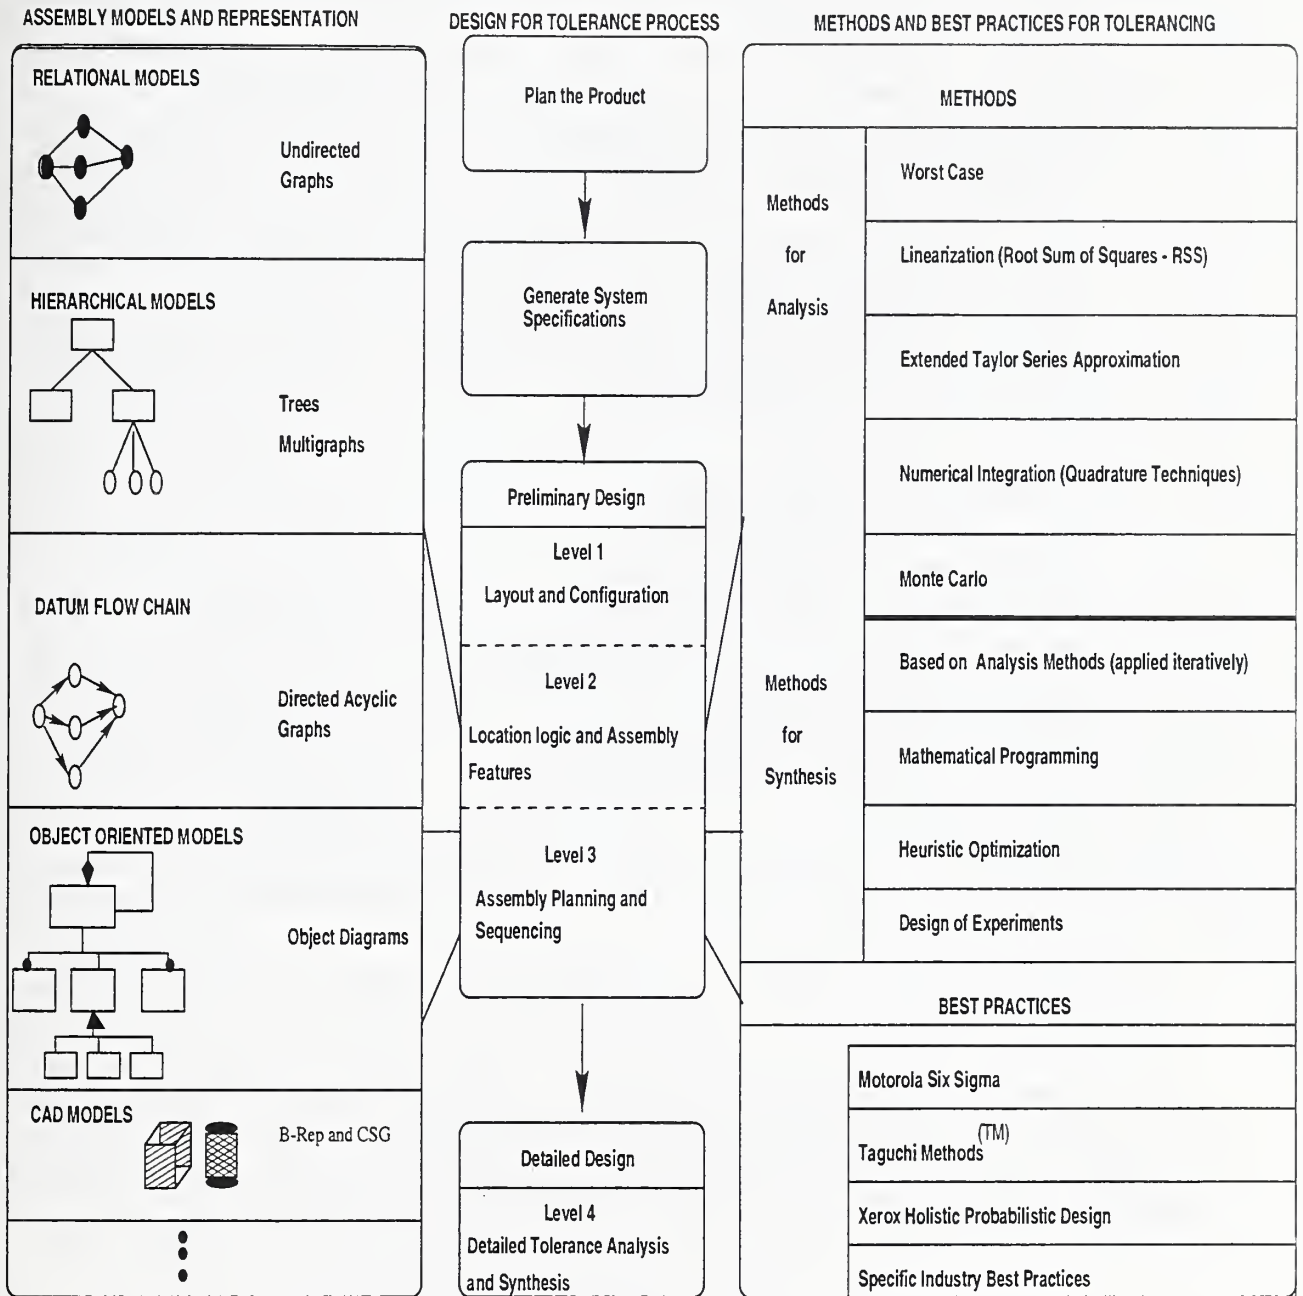 ASSEMBLY MODELS AND REPRESENTATION
RELATIONAL MODELS
Undirected
Graphs
HIERARCHICAL MODELS
Trees
Multigraphs
DATUM FLOW CHAIN
Directed Acyclic
Graphs
OBJECT ORIENTED MODELS
Object Diagrams
CAD MODELS
B-Rep and CSG
DESIGN FOR TOLERANCE PROCESS
Plan the Product
Generate System
Specifications
Preliminary Design
Level 1
Layout and Configuration
Level 2
Location logic and Assembly
Features
Level 3
Assembly Planning and
Sequencing
Detailed Design
Level 4
Detailed Tolerance Analysis
and Synthesis
METHODS AND BEST PRACTICES FOR TOLERANCING
METHODS
Methods
for
Analysis
Worst Case
Linearization (Root Sum of Squares - RSS)
Extended Taylor Series Approximation
Numerical Integration (Quadrature Techniques)
Monte Carlo
Methods
for
Synthesis
Based on Analysis Methods (applied iteratively)
Mathematical Programming
Heuristic Optimization
Design of Experiments
BEST PRACTICES
Motorola Six Sigma
Taguchi Methods (TM)
Xerox Holistic Probabilistic Design
Specific Industry Best Practices